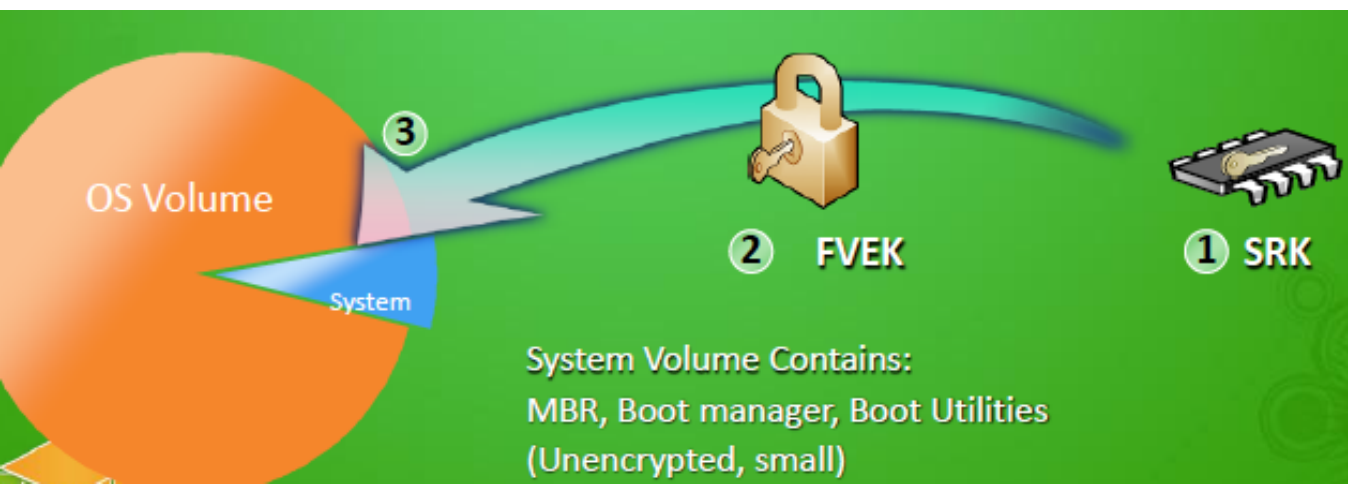 3
OS Volume
2 FVEK
1 SRK
System
System Volume Contains:
MBR, Boot manager, Boot Utilities
(Unencrypted, small)